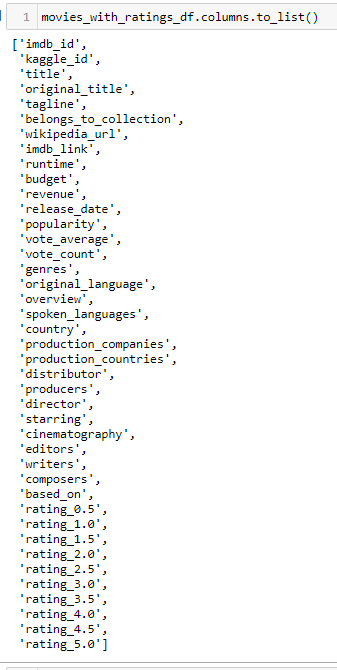 1 movies_with_ratings_df.columns.to_list()
['imdb_id',
'kaggle_id',
'title',
'original_title',
'tagline',
'belongs_to_collection',
'wikipedia_url',
'imdb_link',
'runtime',
'budget',
'revenue',
'release_date',
'popularity',
'vote_average',
'vote_count',
'genres',
'original_language',
'overview',
'spoken_languages',
'country',
'production_companies',
'production_countries',
'distributor',
'producers',
'director',
'starring',
'cinematography',
'editors',
'writers',
'composers',
'based_on',
'rating_0.5',
'rating_1.0',
'rating_1.5',
'rating_2.0',
'rating_2.5',
'rating_3.0',
'rating_3.5',
'rating_4.0',
'rating_4.5',
'rating_5.0']